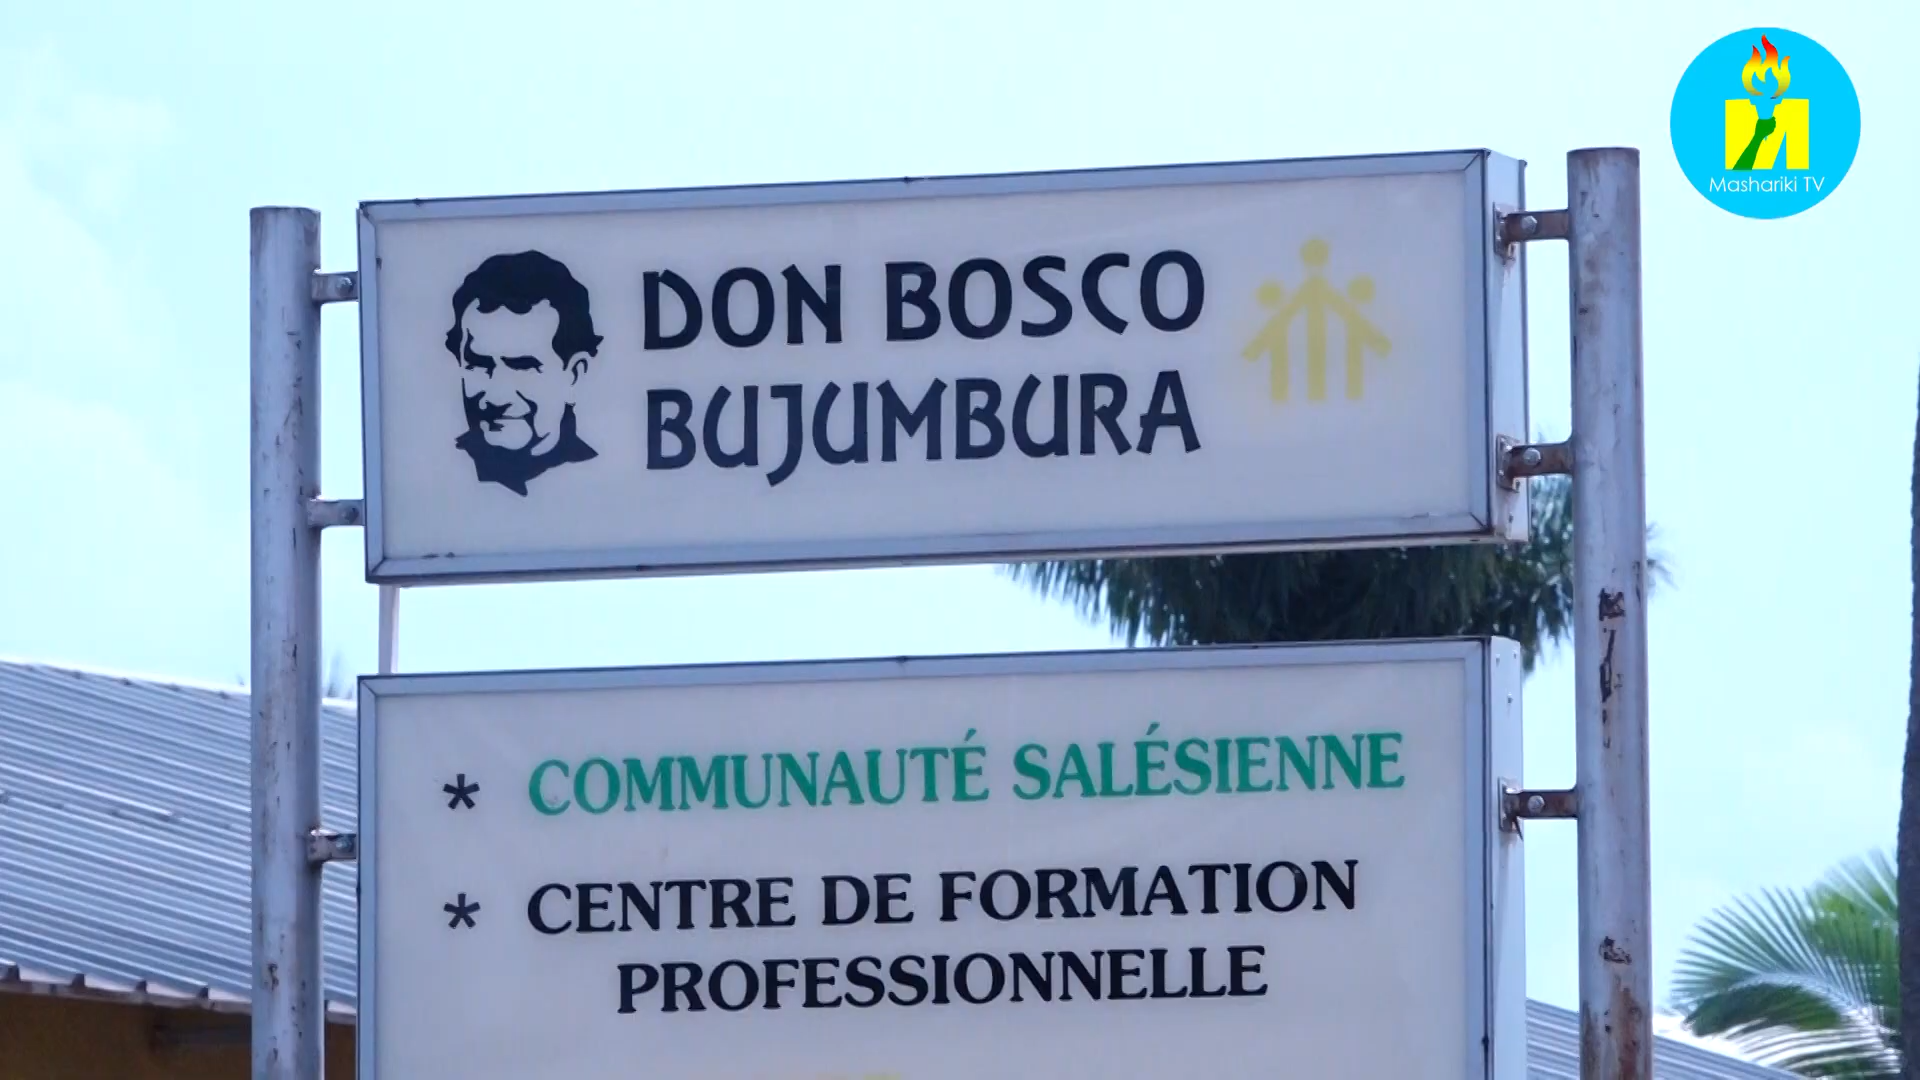 Mashariki TV
DON BOSCO
BUJUMBURA
* COMMUNAUTÉ SALÉSIENNE
* CENTRE DE FORMATION
PROFESSIONNELLE